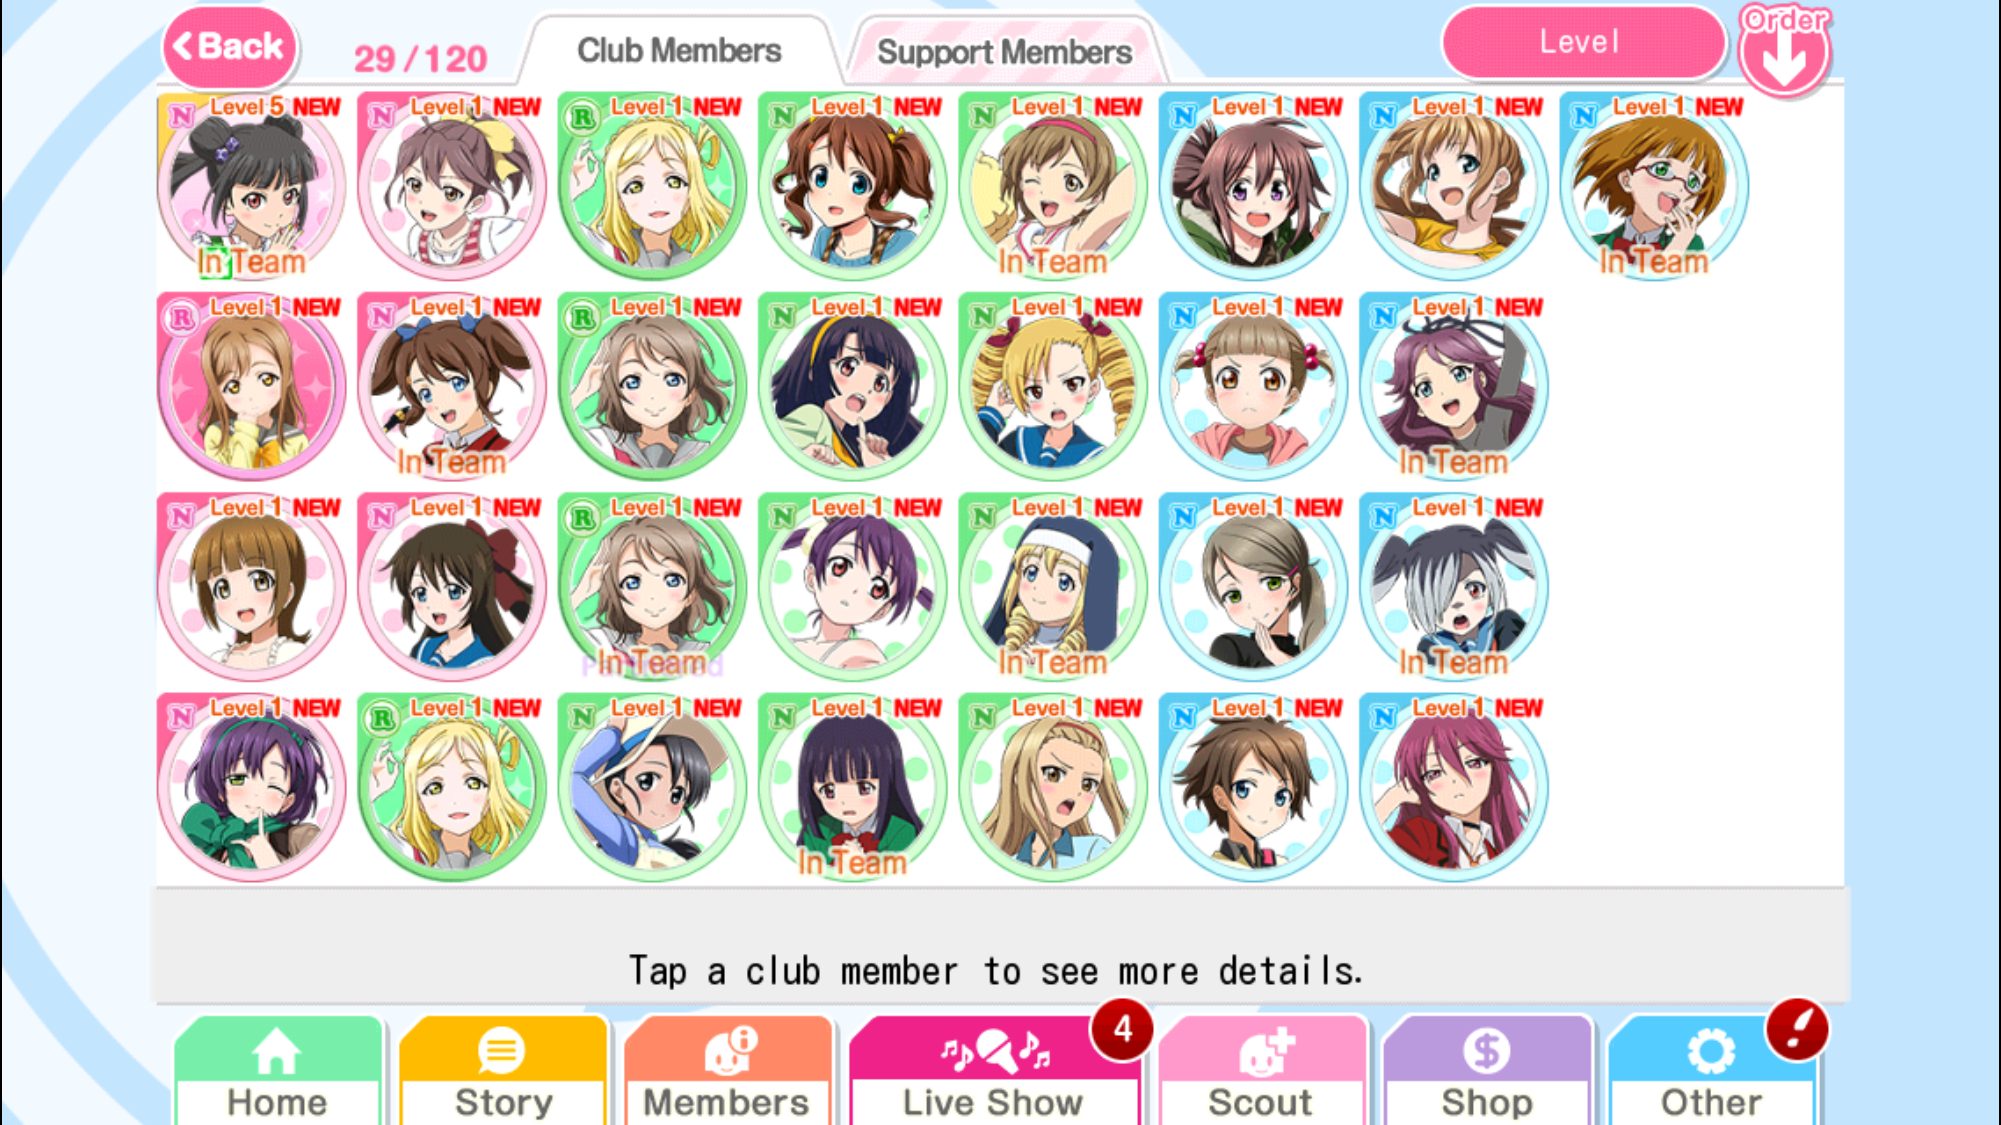 Back
29 / 120
Club Members
Support Members
Level
Order
N Level 5 NEW
In Team
N Level 1 NEW
R Level 1 NEW
N Level 1 NEW
N Level 1 NEW
In Team
N Level 1 NEW
N Level 1 NEW
N Level 1 NEW
In Team
R Level 1 NEW
N Level 1 NEW
In Team
R Level 1 NEW
N Level 1 NEW
N Level 1 NEW
N Level 1 NEW
N Level 1 NEW
In Team
N Level 1 NEW
N Level 1 NEW
R Level 1 NEW
In Team
N Level 1 NEW
N Level 1 NEW
In Team
N Level 1 NEW
N Level 1 NEW
In Team
N Level 1 NEW
R Level 1 NEW
N Level 1 NEW
N Level 1 NEW
In Team
N Level 1 NEW
N Level 1 NEW
N Level 1 NEW
Tap a club member to see more details.
Home
Story
Members
4
Live Show
Scout
$
Shop
!
Other